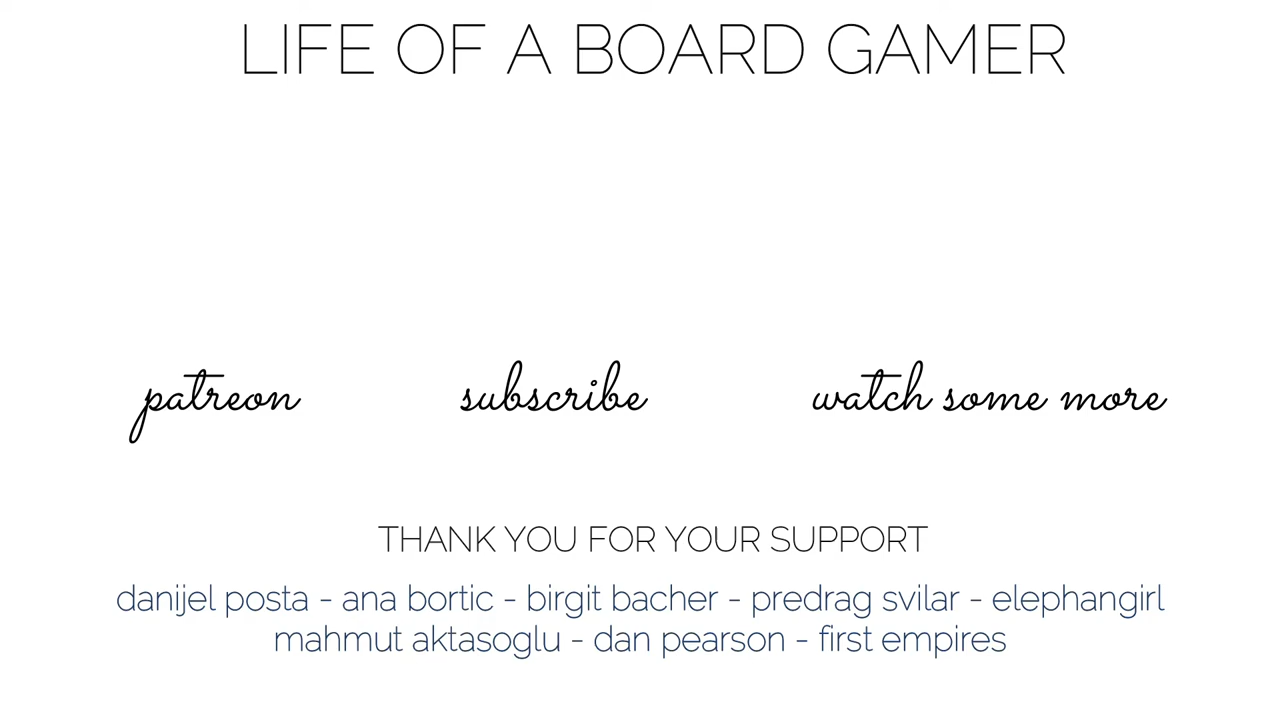 LIFE OF A BOARD GAMER
patreon subscribe watch some more
THANK YOU FOR YOUR SUPPORT
danijel posta - ana bortic - birgit bacher - predrag svilar - elephangirl
mahmut aktasoglu - dan pearson - first empires